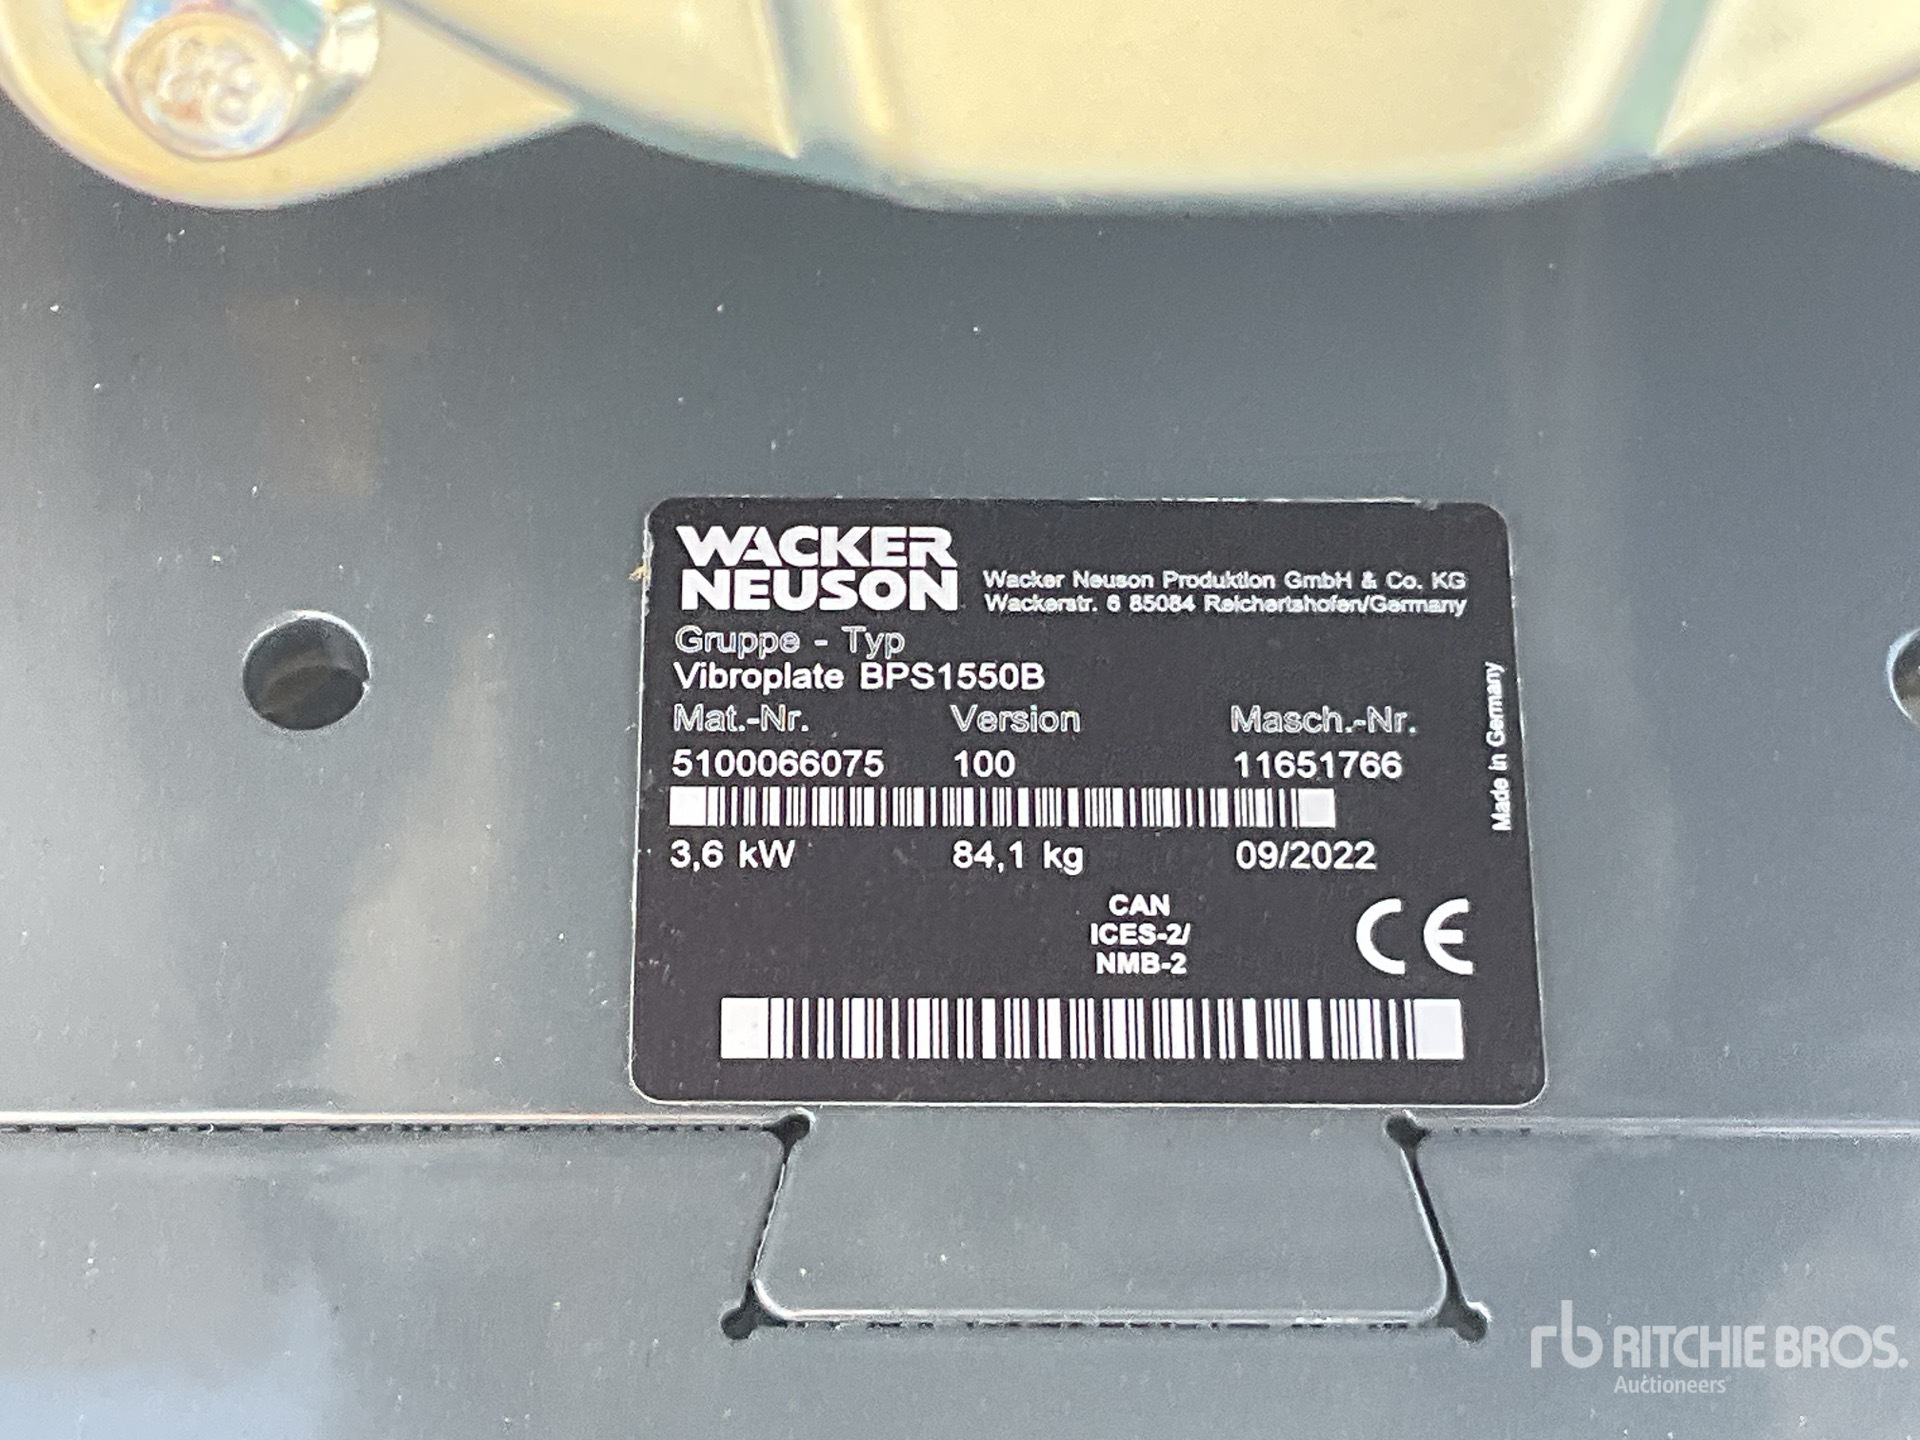 WACKER
NEUSON
Wacker Neuson Produktion GmbH & Co. KG
Wackerstr. 6 85084 Reichertshofen/Germany
Gruppe - Typ
Vibroplate BPS1550B
Mat.-Nr. Version Masch.-Nr.
5100066075 100 11651766
3,6 kW 84,1 kg 09/2022
Made in Germany
CAN
ICES-2/
NMB-2
CE
rb RITCHIE BROS.
Auctioneers